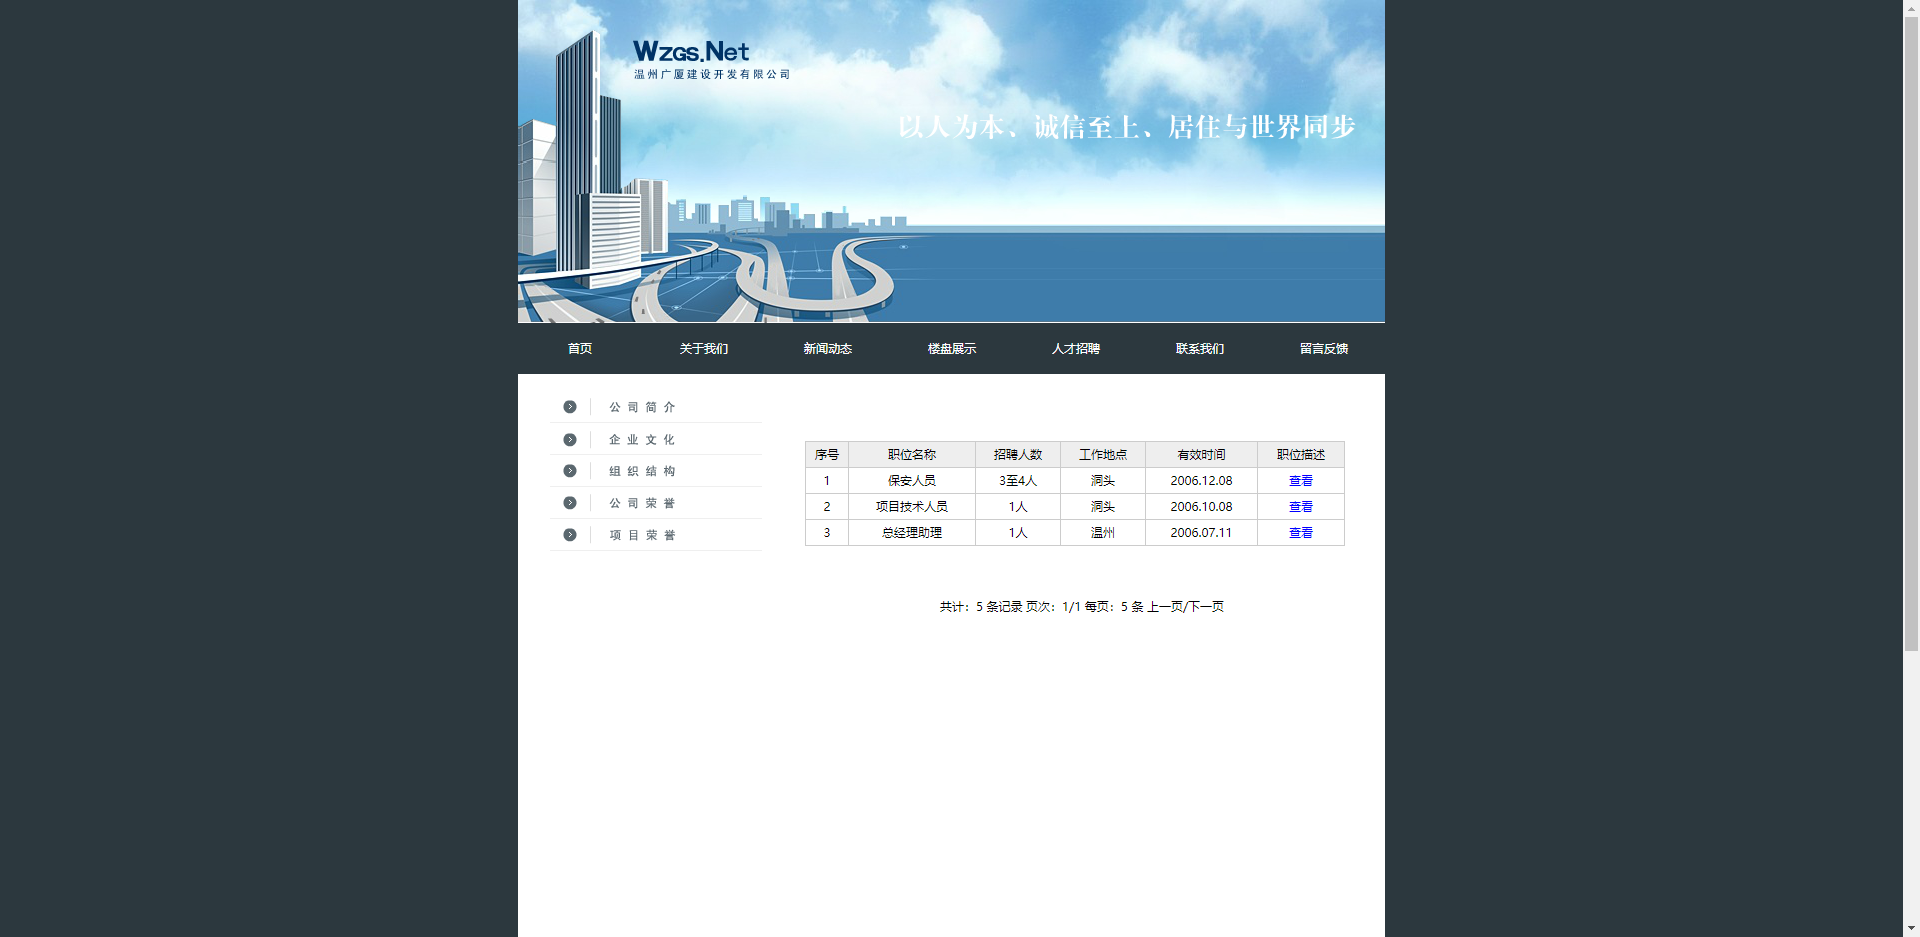 Wzgs.Net
温州广厦建设开发有限公司
以人为本、诚信至上、居住与世界同步
首页 关于我们 新闻动态 楼盘展示 人才招聘 联系我们 留言反馈
公司简介
企业文化
组织结构
公司荣誉
项目荣誉
序号 职位名称 招聘人数 工作地点 有效时间 职位描述
1 保安人员 3至4人 洞头 2006.12.08 查看
2 项目技术人员 1人 洞头 2006.10.08 查看
3 总经理助理 1人 温州 2006.07.11 查看
共计：5 条记录 页次：1/1 每页：5 条 上一页/下一页